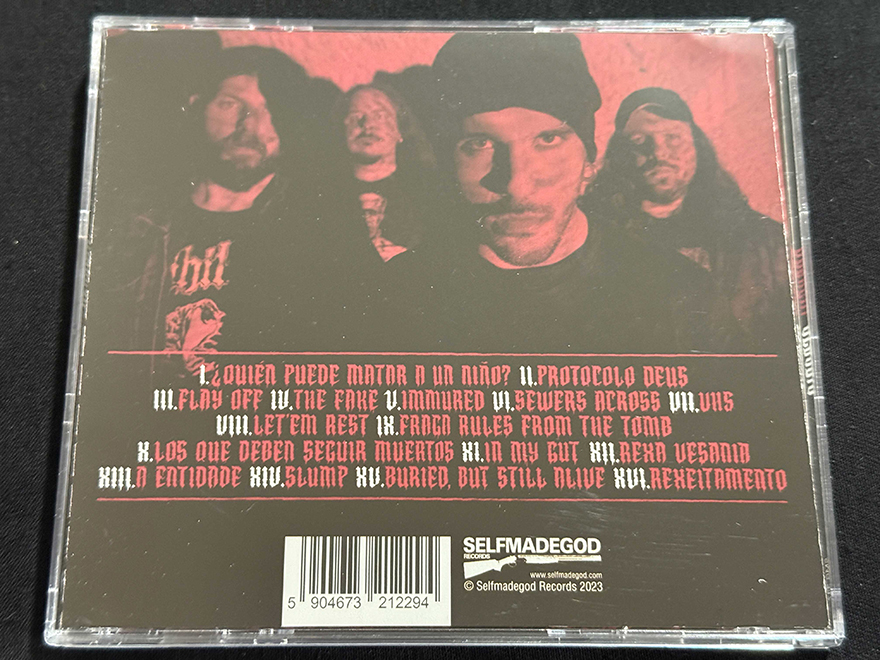 I.¿QUIÉN PUEDE MATAR A UN NIÑO? II.PROTOCOLO DEUS
III.FLAY OFF IV.THE FAKE V.IMMURED VI.SEWERS ACROSS VII.VHS
VIII.LET'EM REST IX.FRAGA RULES FROM THE TOMB
X.LOS QUE DEBEN SEGUIR MUERTOS XI.IN MY GUT XII.REXA VESANIA
XIII.A ENTIDADE XIV.SLUMP XV.BURIED, BUT STILL ALIVE XVI.REXEITAMENTO
SELFMADEGOD
RECORDS
www.selfmadegod.com
© Selfmadegod Records 2023
5 904673 212294